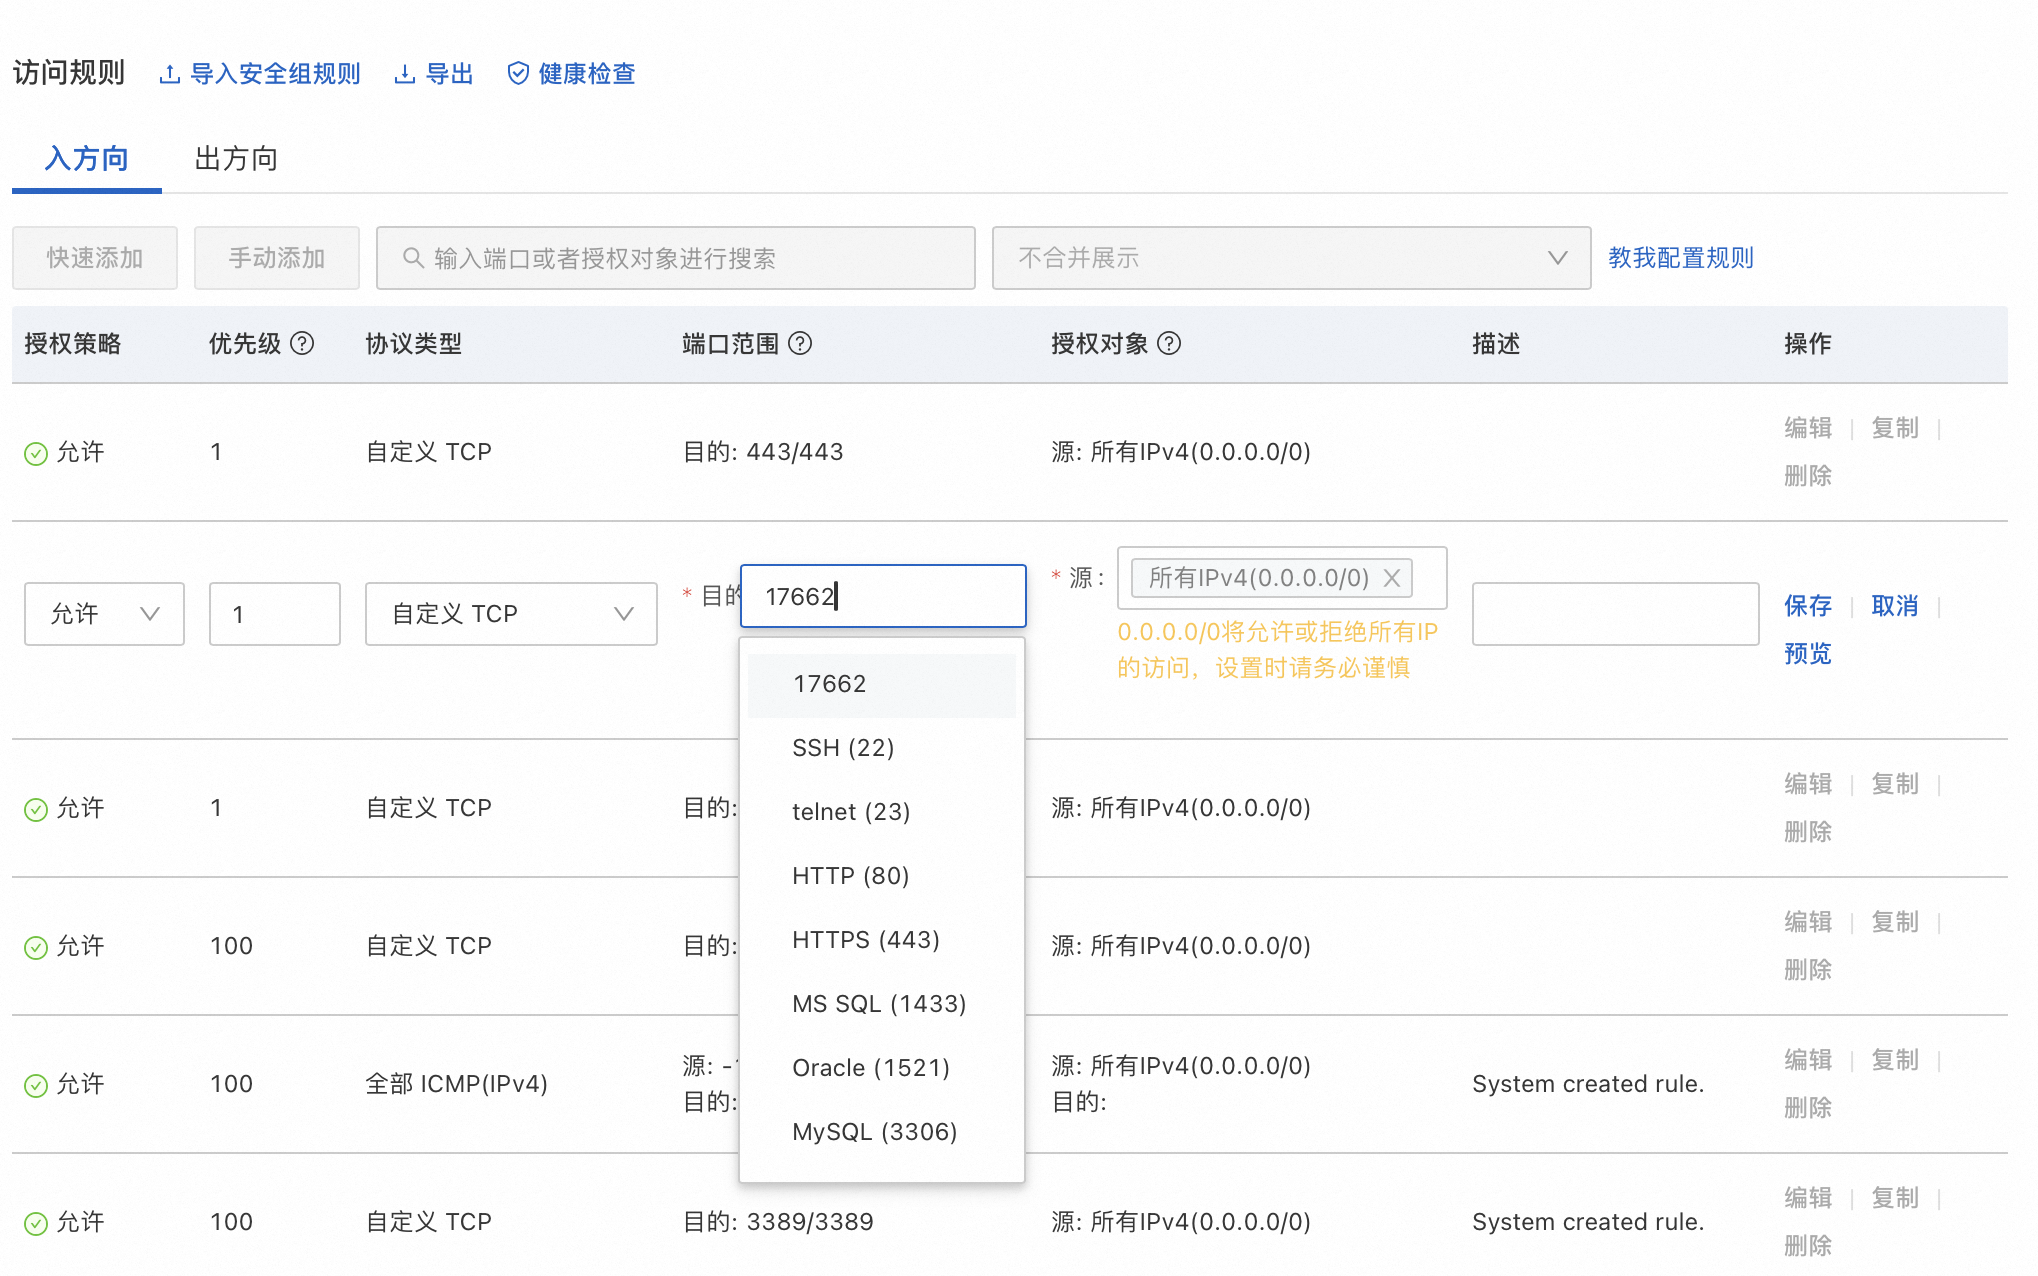 访问规则 导入安全组规则 导出 健康检查
入方向 出方向
快速添加 手动添加 输入端口或者授权对象进行搜索 不合并展示 教我配置规则
授权策略 优先级 协议类型 端口范围 授权对象 描述 操作
允许 1 自定义 TCP 目的: 443/443 源: 所有IPv4(0.0.0.0/0) 编辑 复制
删除
允许 1 自定义 TCP * 目的 17662 * 源: 所有IPv4(0.0.0.0/0)
0.0.0.0/0将允许或拒绝所有IP
的访问，设置时请务必谨慎
保存 取消
预览
17662
SSH (22)
telnet (23)
HTTP (80)
HTTPS (443)
MS SQL (1433)
Oracle (1521)
MySQL (3306)
允许 1 自定义 TCP 目的: 源: 所有IPv4(0.0.0.0/0) 编辑 复制
删除
允许 100 自定义 TCP 目的: 源: 所有IPv4(0.0.0.0/0) 编辑 复制
删除
允许 100 全部 ICMP(IPv4) 源: - 源: 所有IPv4(0.0.0.0/0) System created rule. 编辑 复制
目的: 目的: 删除
允许 100 自定义 TCP 目的: 3389/3389 源: 所有IPv4(0.0.0.0/0) System created rule. 编辑 复制
删除